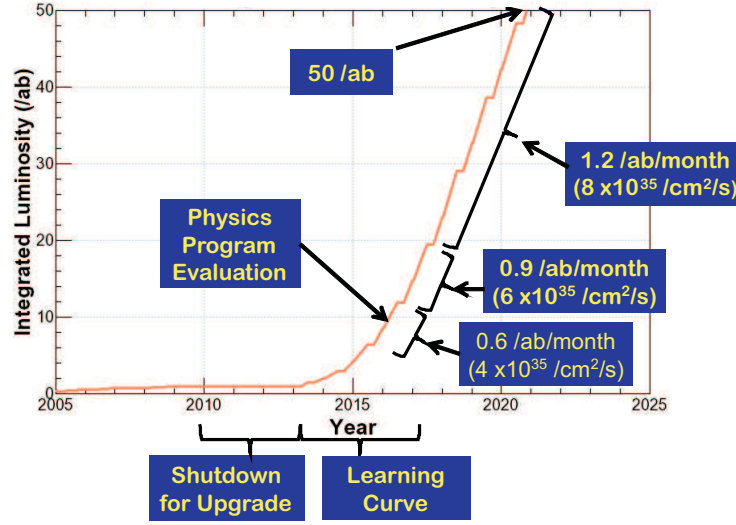 50
40
30
20
10
0
Integrated Luminosity (/ab)
50 /ab
1.2 /ab/month
(8 x10³⁵ /cm²/s)
Physics
Program
Evaluation
0.9 /ab/month
(6 x10³⁵ /cm²/s)
0.6 /ab/month
(4 x10³⁵ /cm²/s)
2005
2010
2015
2020
2025
Year
Shutdown
for Upgrade
Learning
Curve